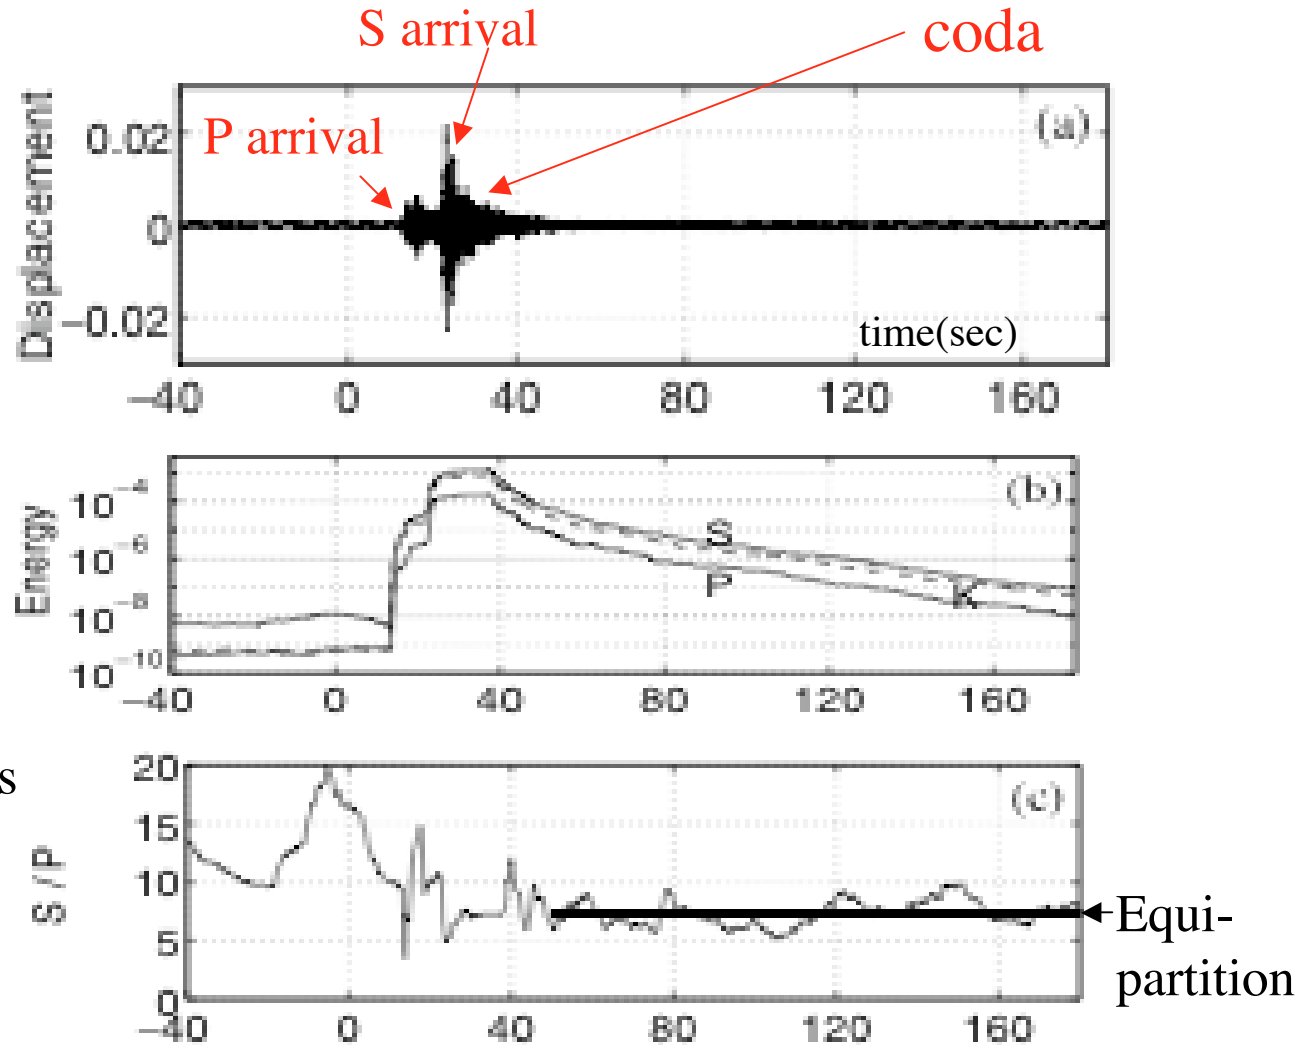 S arrival
coda
P arrival
(a)
Displacement
0.02
0
−0.02
time(sec)
−40 0 40 80 120 160
(b)
Energy
10−4
10−6
10−8
10−10
S
P
K
−40 0 40 80 120 160
s
(c)
S / P
20
15
10
5
0
−40 0 40 80 120 160
Equi-
partition